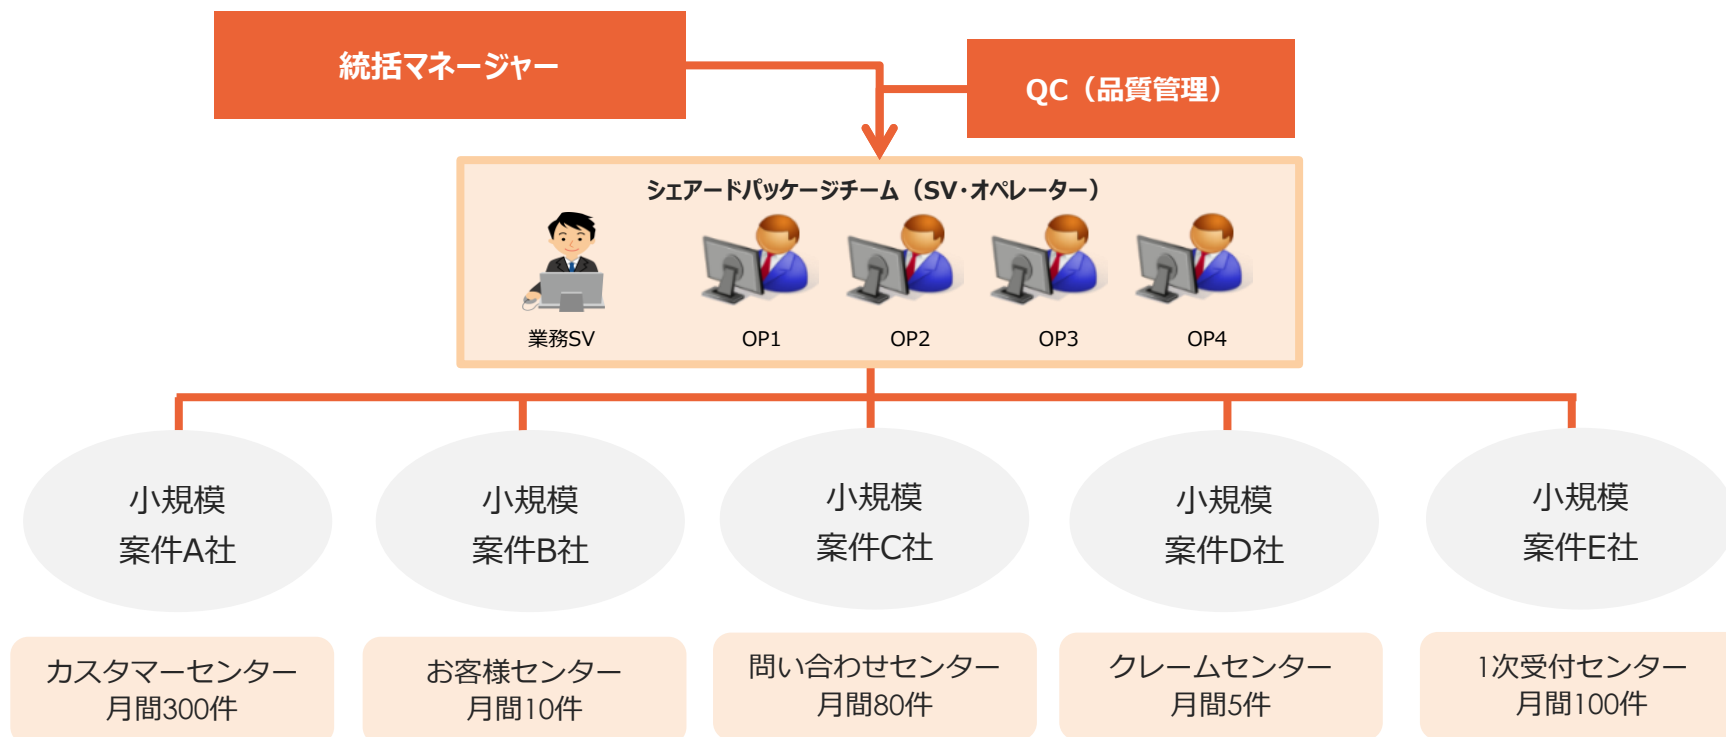 統括マネージャー
QC（品質管理）
シェアードパッケージチーム（SV・オペレーター）
業務SV
OP1
OP2
OP3
OP4
小規模
案件A社
小規模
案件B社
小規模
案件C社
小規模
案件D社
小規模
案件E社
カスタマーセンター
月間300件
お客様センター
月間10件
問い合わせセンター
月間80件
クレームセンター
月間5件
1次受付センター
月間100件